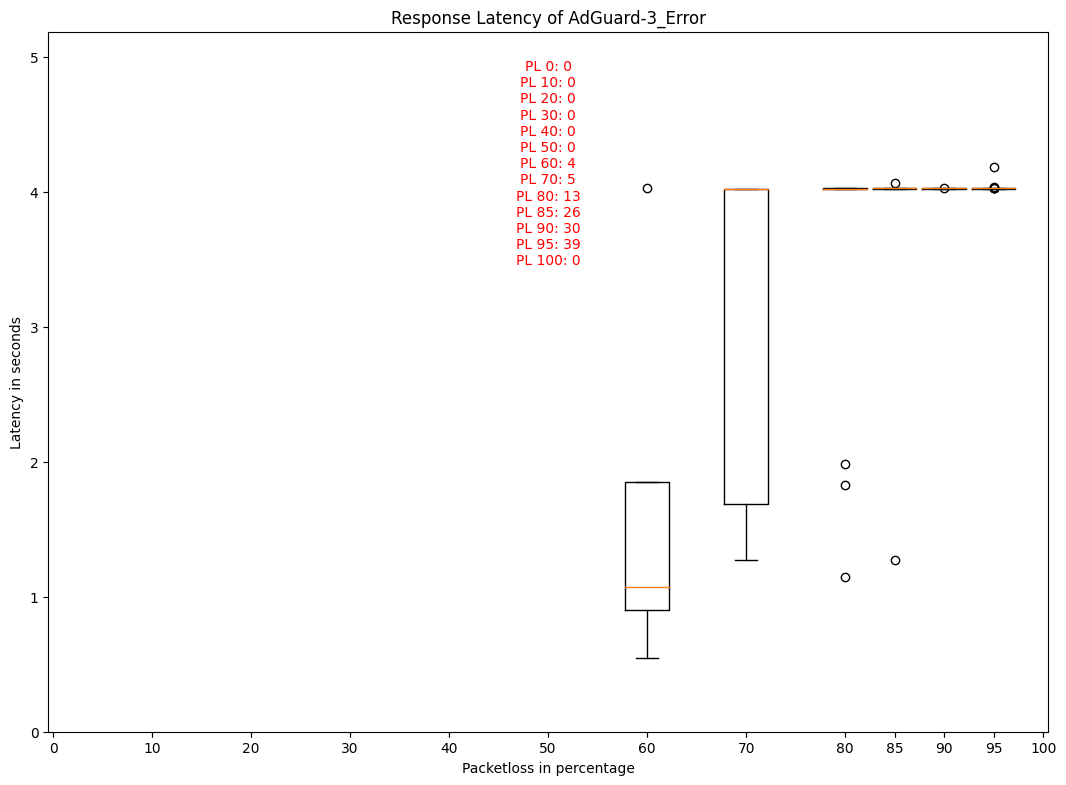 Response Latency of AdGuard-3_Error
5
4
3
2
1
0
Latency in seconds
PL 0: 0
PL 10: 0
PL 20: 0
PL 30: 0
PL 40: 0
PL 50: 0
PL 60: 4
PL 70: 5
PL 80: 13
PL 85: 26
PL 90: 30
PL 95: 39
PL 100: 0
0 10 20 30 40 50 60 70 80 85 90 95 100
Packetloss in percentage